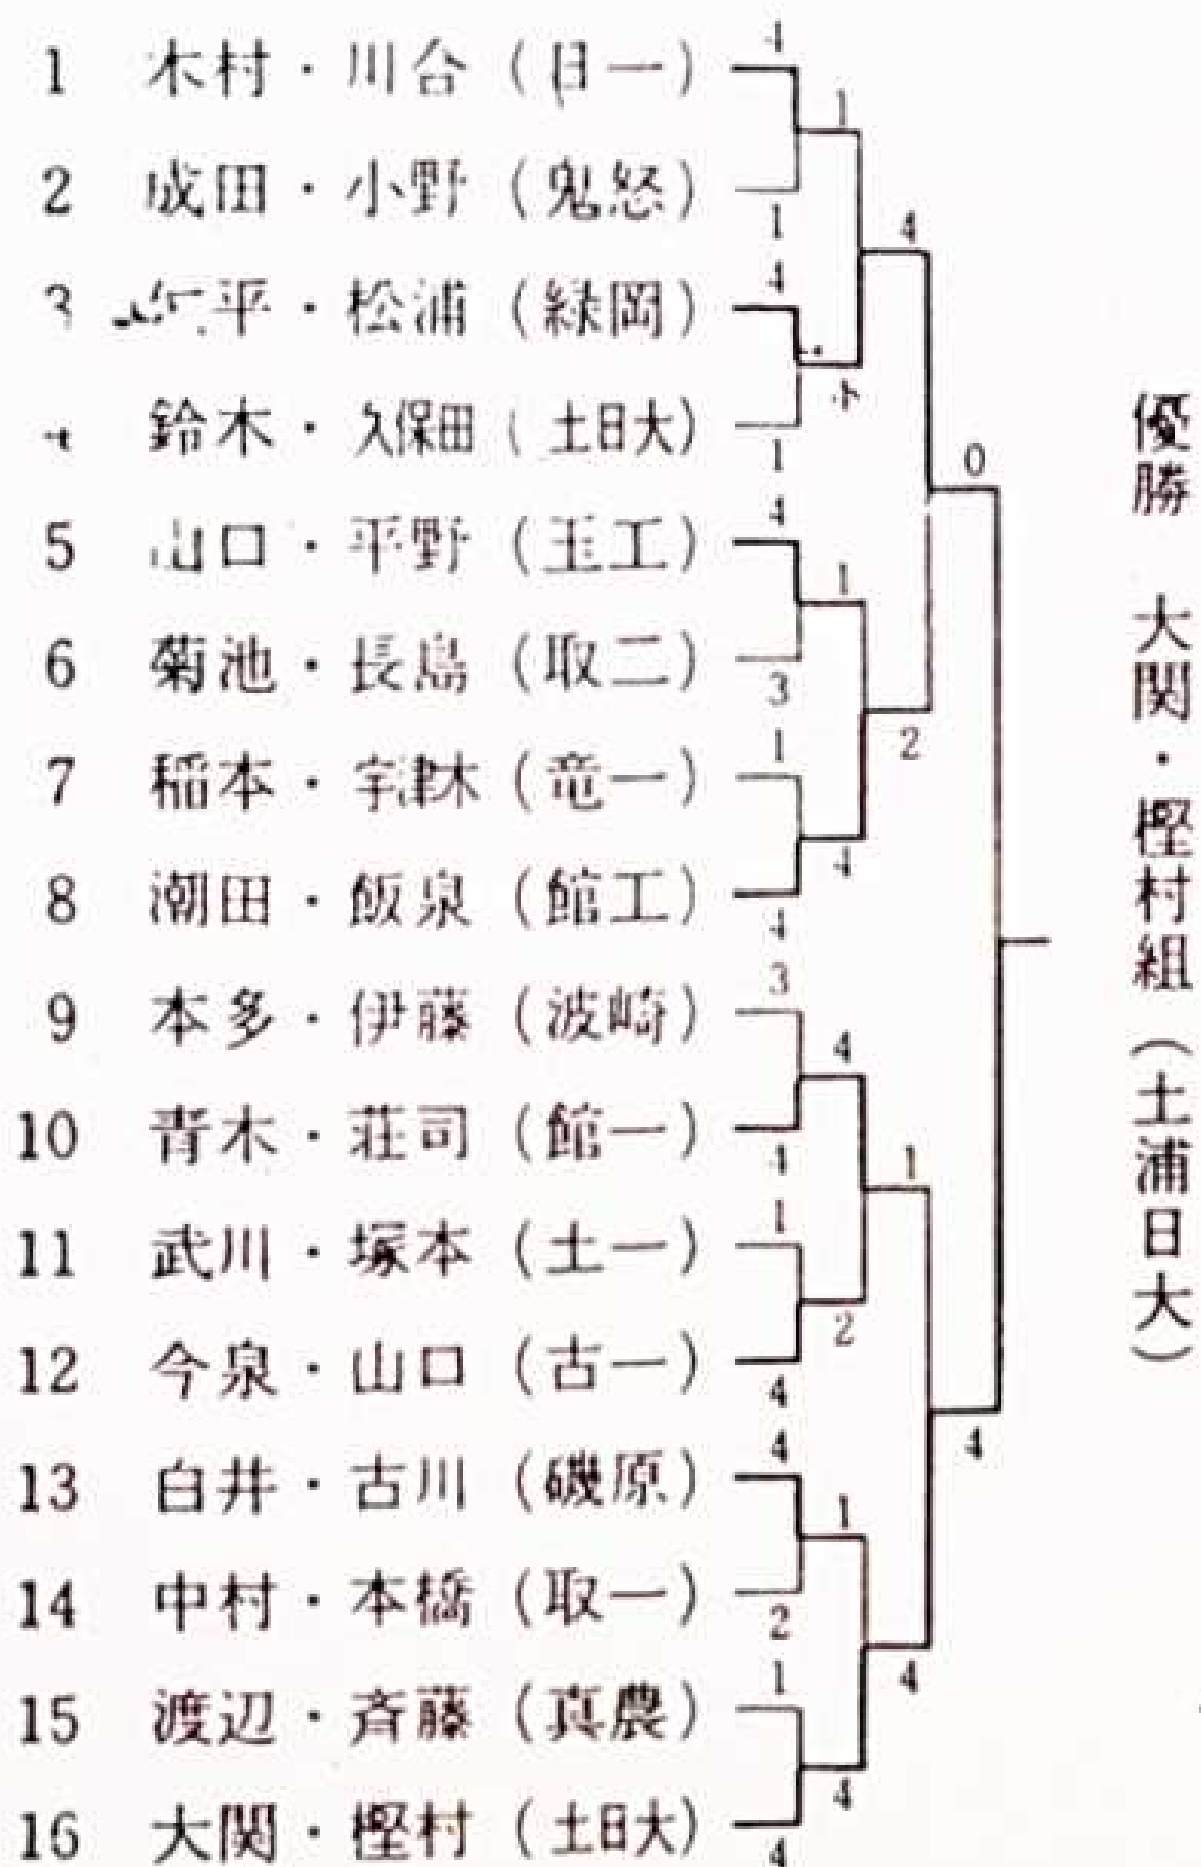 1 木村・川合（日一）
2 成田・小野（鬼怒）
3 平・松浦（緑岡）
鈴木・久保田（土日大）
5 山口・平野（玉工）
6 菊池・長島（取二）
7 稲本・宇津木（竜一）
8 潮田・飯泉（館工）
9 本多・伊藤（波崎）
10 青木・荘司（館一）
11 武川・塚本（土一）
12 今泉・山口（古一）
13 白井・古川（磯原）
14 中村・本橋（取一）
15 渡辺・斉藤（真農）
16 大関・樫村（土日大）
4
1
1
4
4
1
4
1
3
1
2
1
4
4
0
3
4
4
1
1
2
4
4
1
2
4
1
4
4
4
優勝 大関・樫村組（土浦日大）